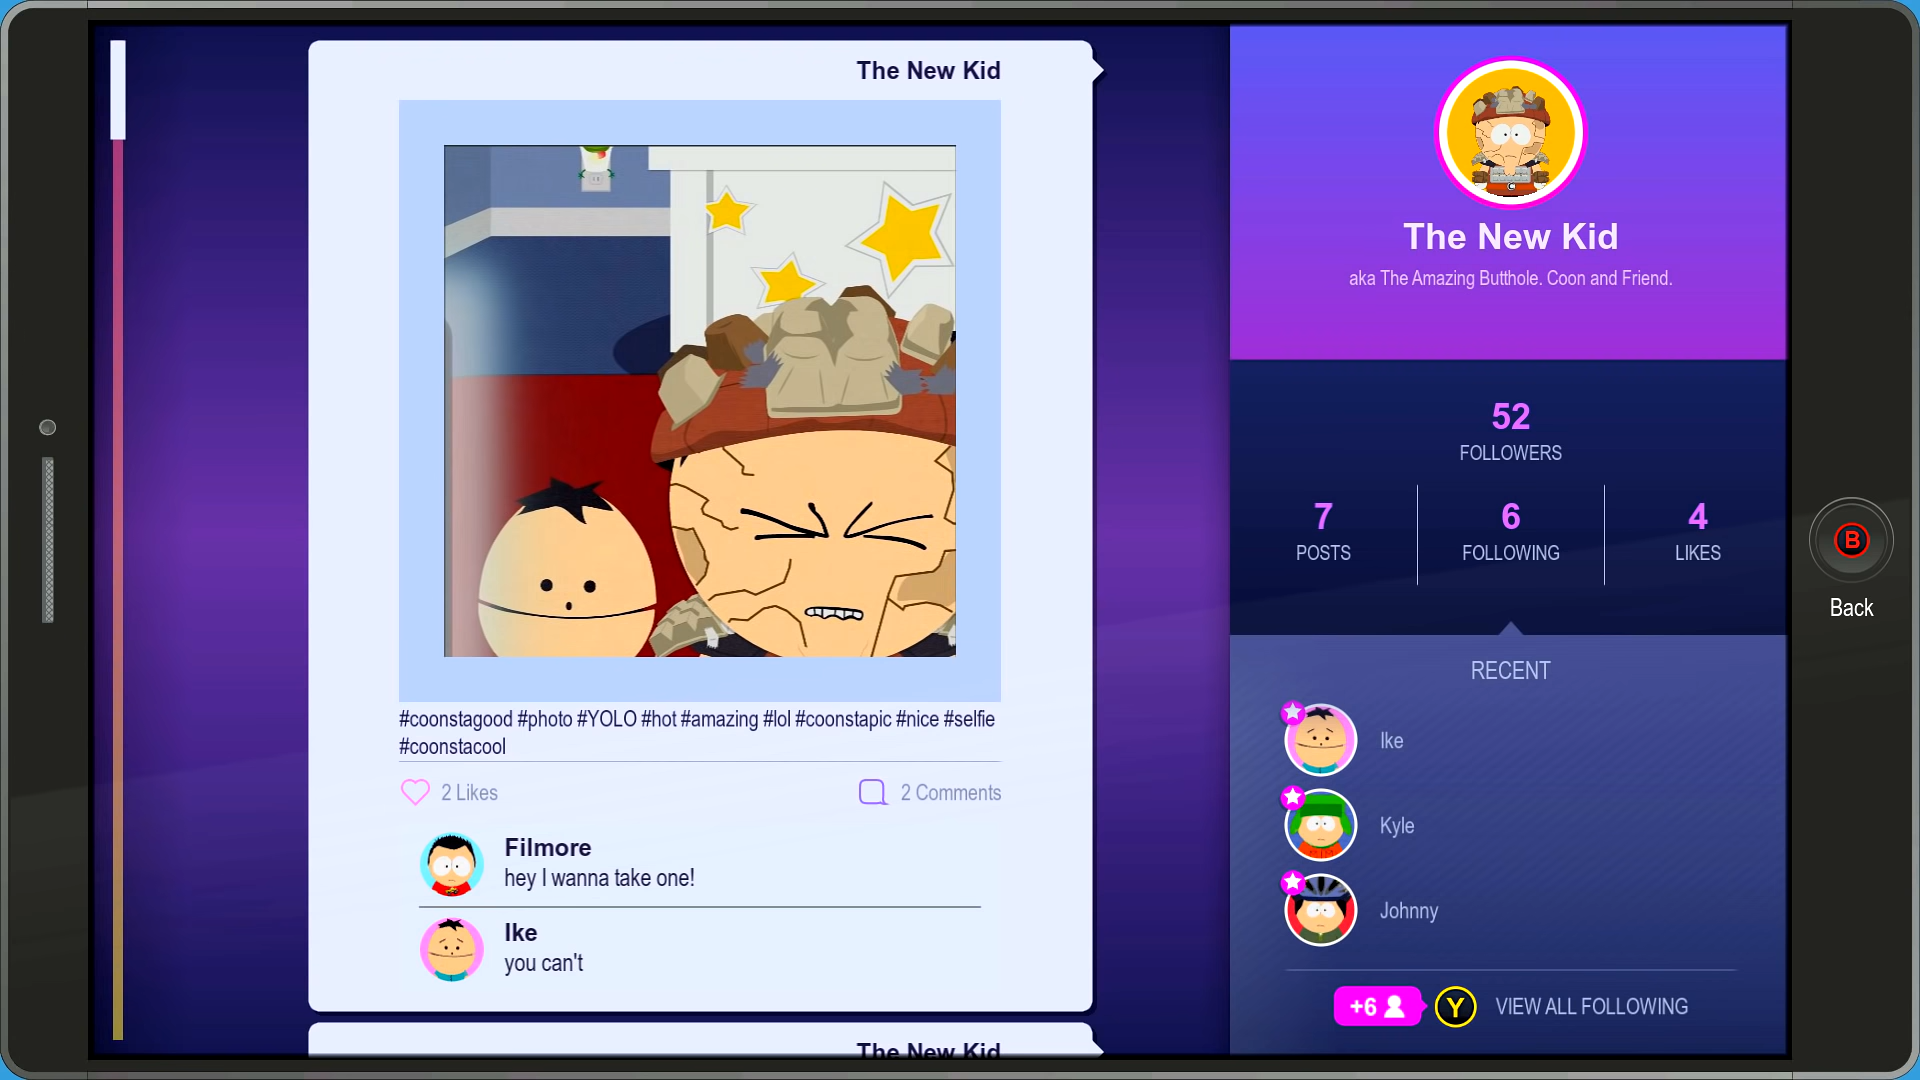 The New Kid
#coonstagood #photo #YOLO #hot #amazing #lol #coonstapic #nice #selfie
#coonstacool
2 Likes
2 Comments
Filmore
hey I wanna take one!
Ike
you can't
The New Kid
The New Kid
aka The Amazing Butthole. Coon and Friend.
52
FOLLOWERS
7
POSTS
6
FOLLOWING
4
LIKES
RECENT
Ike
Kyle
Johnny
+6
Y
VIEW ALL FOLLOWING
B
Back